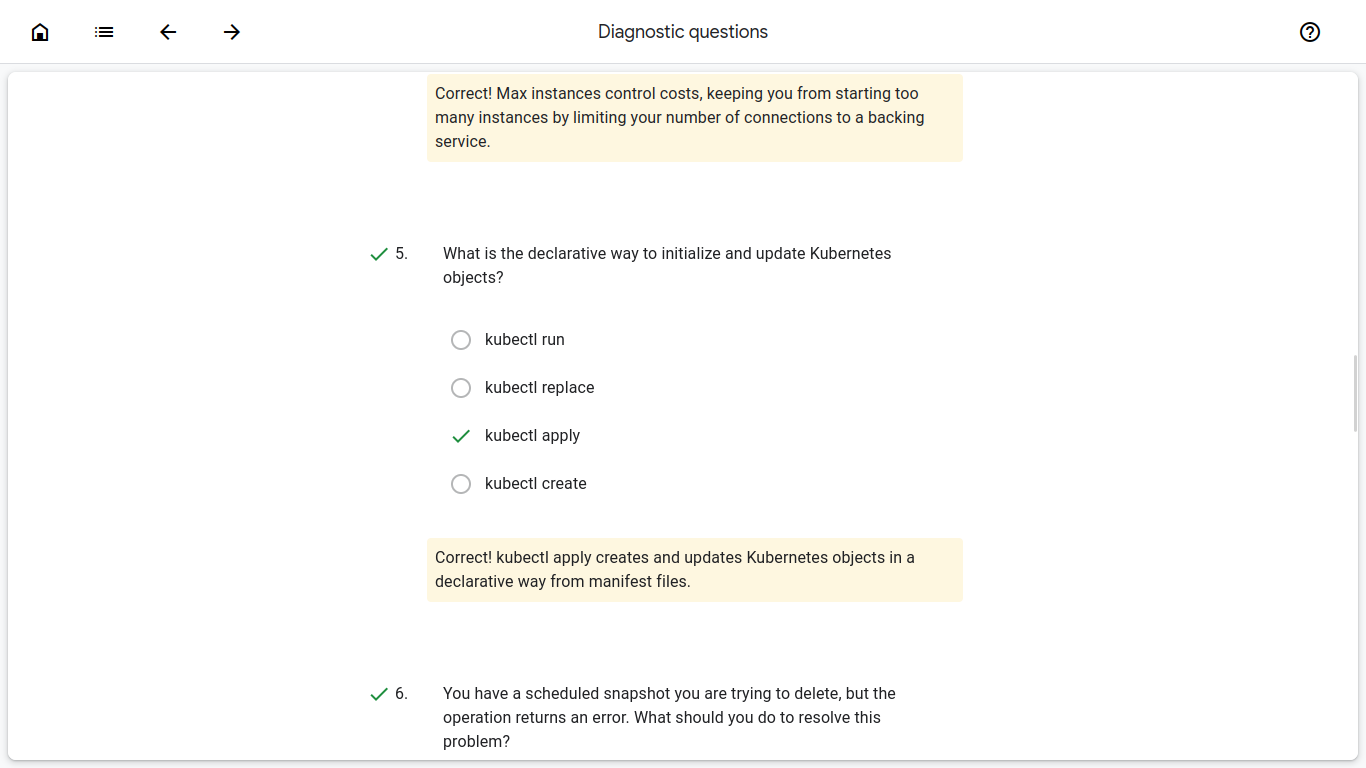 Diagnostic questions
Correct! Max instances control costs, keeping you from starting too
many instances by limiting your number of connections to a backing
service.
5. What is the declarative way to initialize and update Kubernetes
objects?
kubectl run
kubectl replace
kubectl apply
kubectl create
Correct! kubectl apply creates and updates Kubernetes objects in a
declarative way from manifest files.
6. You have a scheduled snapshot you are trying to delete, but the
operation returns an error. What should you do to resolve this
problem?